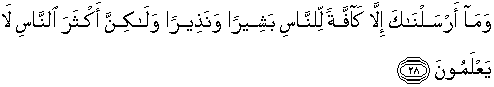 وَمَآ أَرْسَلْنَـٰكَ إِلَّا كَآفَّةً لِّلنَّاسِ بَشِيرًا وَنَذِيرًا وَلَـٰكِنَّ أَكْثَرَ ٱلنَّاسِ لَا
يَعْلَمُونَ ﴿٢٨﴾